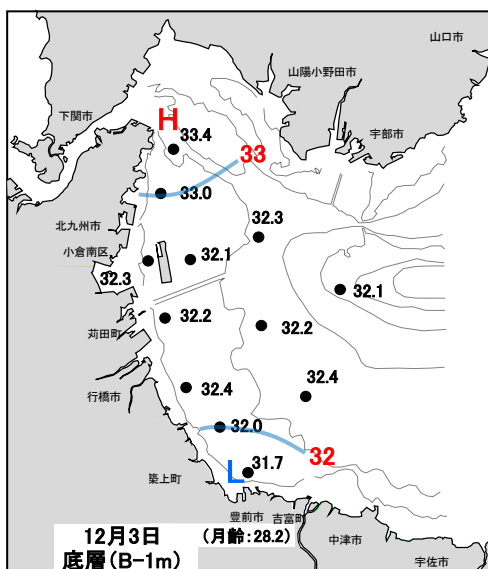 山口市
山陽小野田市
下関市
宇部市
H
33.4
33
33.0
北九州市
32.3
小倉南区
32.1
32.3
32.1
苅田町
32.2
32.2
行橋市
32.4
32.4
32.0
32
築上町
L
31.7
豊前市
吉富町
12月3日 (月齢:28.2)
中津市
底層(B-1m)
宇佐市